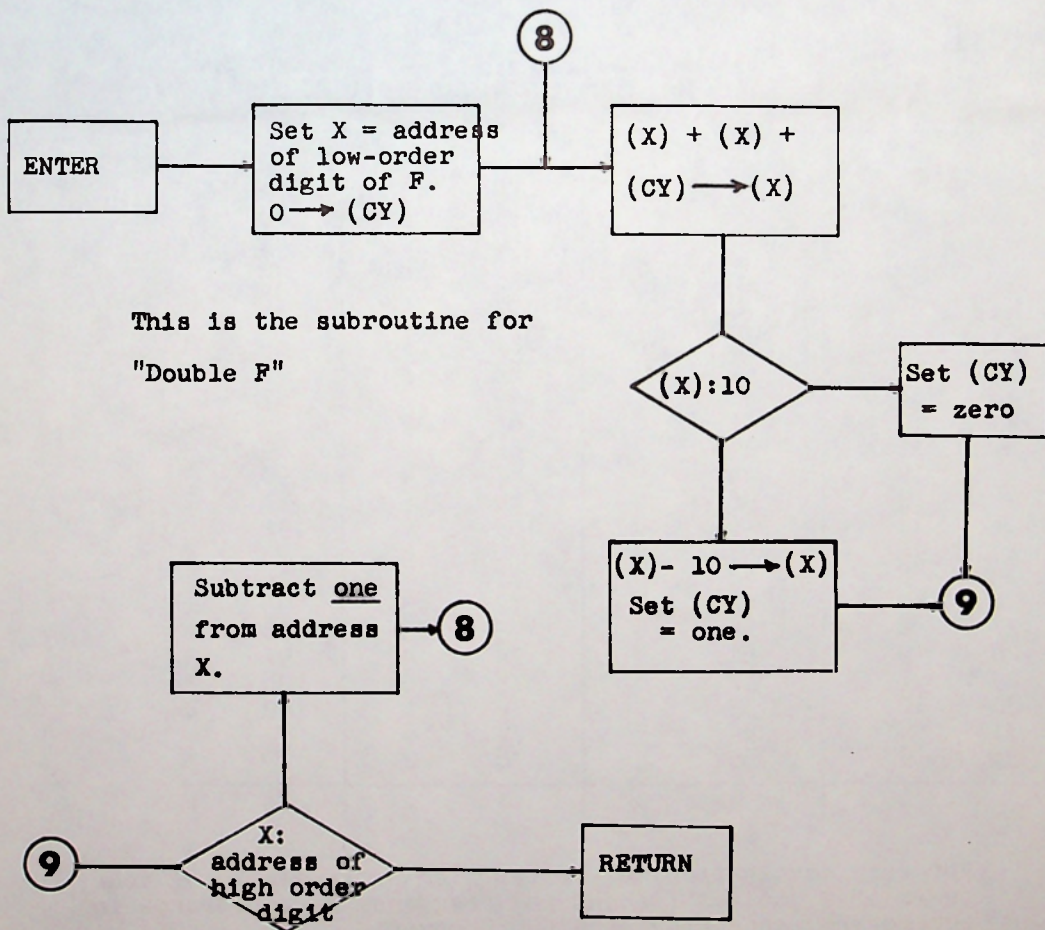 8
ENTER
Set X = address
of low-order
digit of F.
0 → (CY)
(X) + (X) +
(CY) → (X)
This is the subroutine for
"Double F"
(X):10
Set (CY)
= zero
(X)- 10 → (X)
Set (CY)
= one.
9
Subtract one
from address
X.
8
9
X:
address of
high order
digit
RETURN